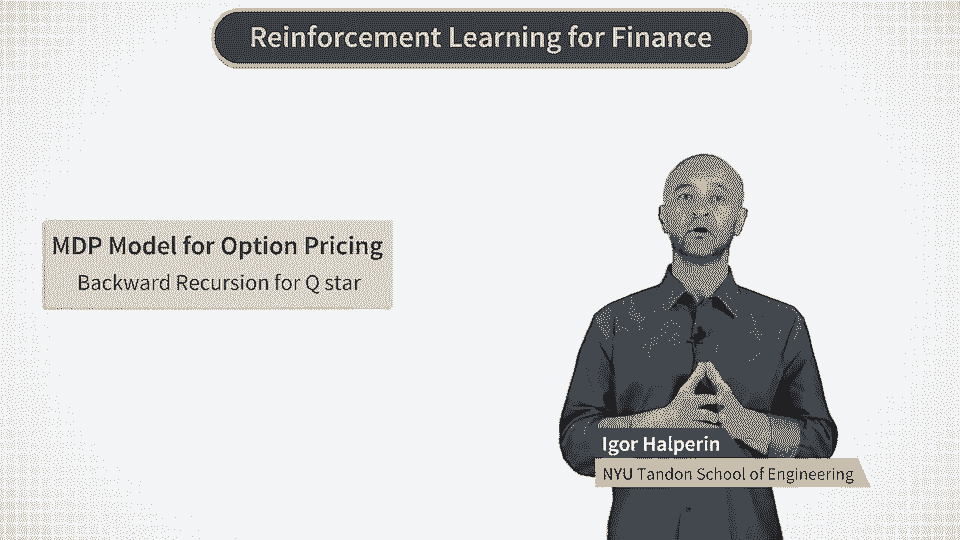 Reinforcement Learning for Finance
MDP Model for Option Pricing
Backward Recursion for Q star
Igor Halperin
NYU Tandon School of Engineering